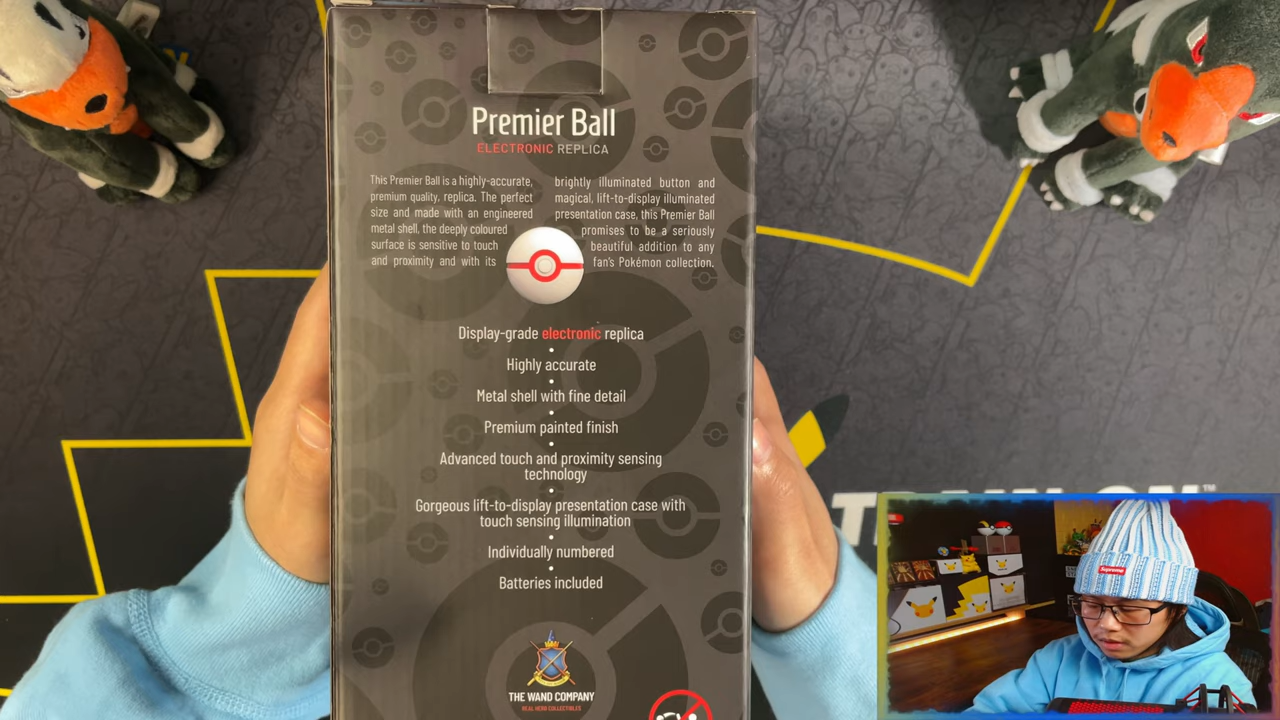 Premier Ball
ELECTRONIC REPLICA
This Premier Ball is a highly-accurate,
premium quality, replica. The perfect
size and made with an engineered
metal shell, the deeply coloured
surface is sensitive to touch
and proximity and with its
brightly illuminated button and
magical, lift-to-display illuminated
presentation case, this Premier Ball
promises to be a seriously
beautiful addition to any
fan's Pokémon collection.
Display-grade electronic replica
•
Highly accurate
•
Metal shell with fine detail
•
Premium painted finish
•
Advanced touch and proximity sensing
technology
•
Gorgeous lift-to-display presentation case with
touch sensing illumination
•
Individually numbered
•
Batteries included
THE WAND COMPANY
REAL HERO COLLECTIBLES
Supreme